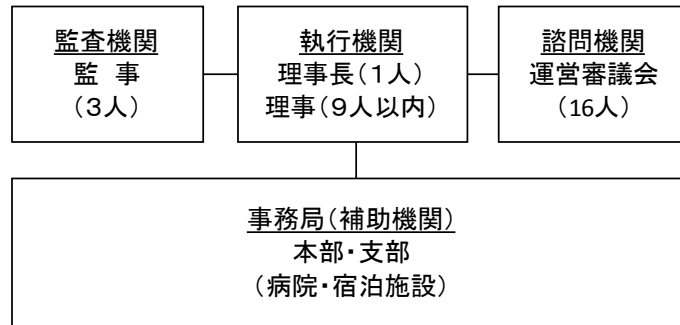 監査機関
監　事
（３人）
執行機関
理事長（１人）
理事（９人以内）
諮問機関
運営審議会
（16人）
事務局（補助機関）
本部・支部
（病院・宿泊施設）